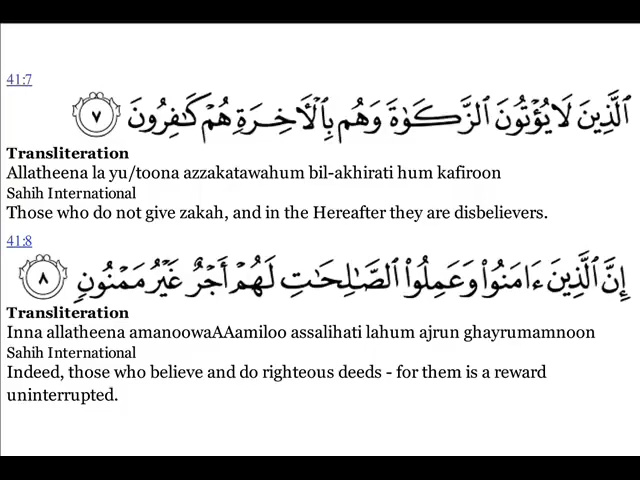 41:7
ٱلَّذِينَ لَا يُؤْتُونَ ٱلزَّكَوٰةَ وَهُم بِٱلْأَخِرَةِ هُمْ كَٰفِرُونَ ٧
Transliteration
Allatheena la yu/toona azzakatawahum bil-akhirati hum kafiroon
Sahih International
Those who do not give zakah, and in the Hereafter they are disbelievers.
41:8
إِنَّ ٱلَّذِينَ ءَامَنُوا۟ وَعَمِلُوا۟ ٱلصَّٰلِحَٰتِ لَهُمْ أَجْرٌ غَيْرُ مَمْنُونٍ ٨
Transliteration
Inna allatheena amanoowaAAamiloo assalihati lahum ajrun ghayrumamnoon
Sahih International
Indeed, those who believe and do righteous deeds - for them is a reward
uninterrupted.